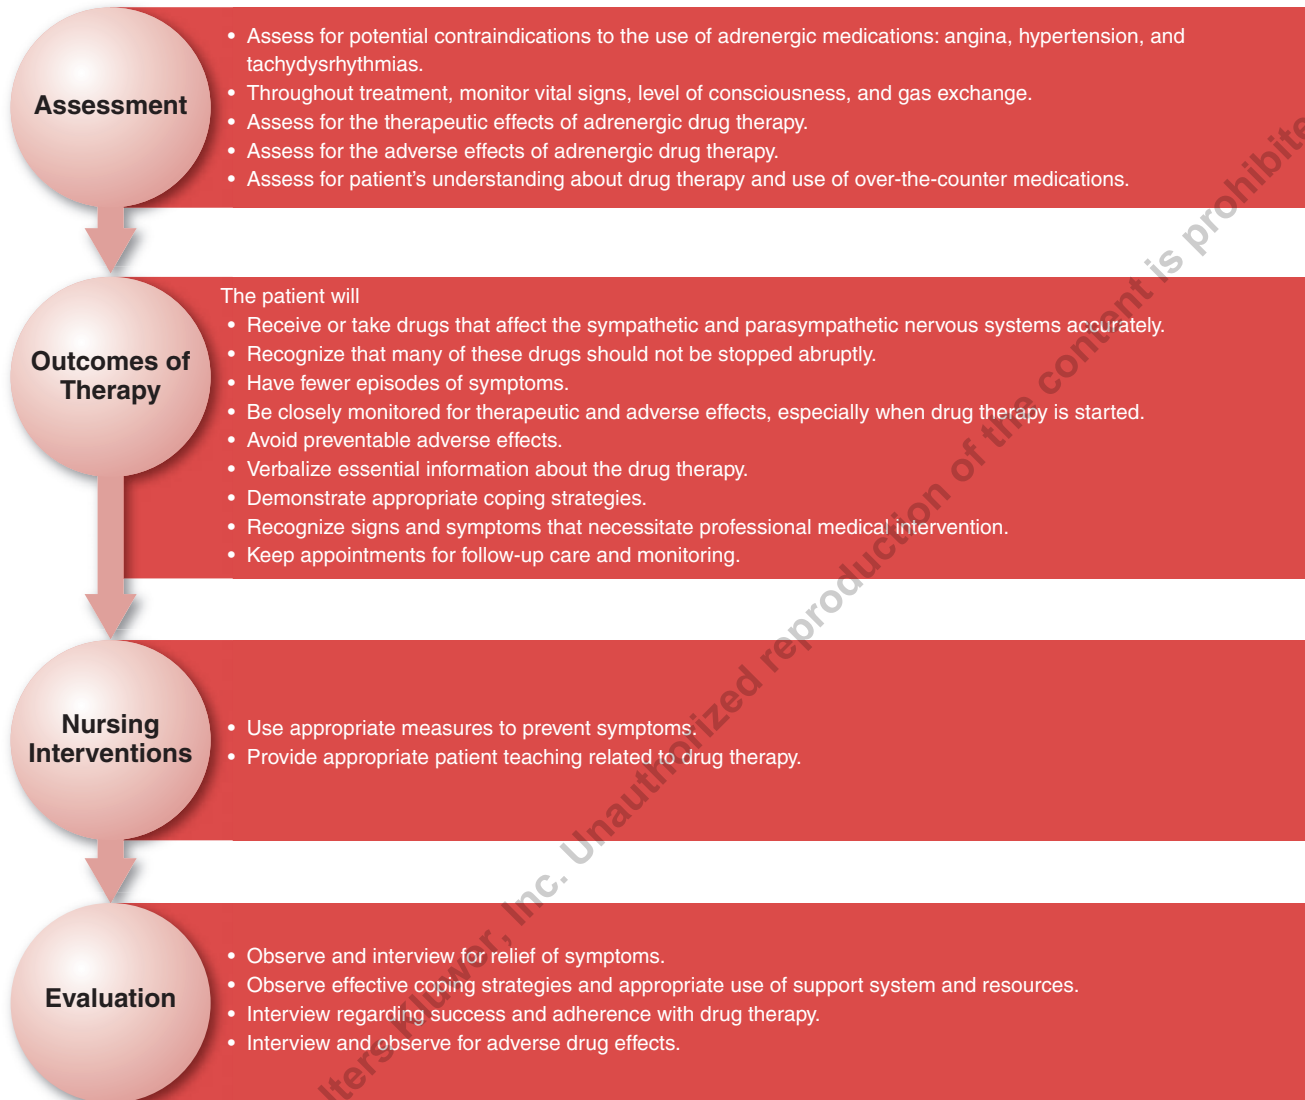 Assessment
• Assess for potential contraindications to the use of adrenergic medications: angina, hypertension, and
tachydysrhythmias.
• Throughout treatment, monitor vital signs, level of consciousness, and gas exchange.
• Assess for the therapeutic effects of adrenergic drug therapy.
• Assess for the adverse effects of adrenergic drug therapy.
• Assess for patient's understanding about drug therapy and use of over-the-counter medications.
Outcomes of
Therapy
The patient will
• Receive or take drugs that affect the sympathetic and parasympathetic nervous systems accurately.
• Recognize that many of these drugs should not be stopped abruptly.
• Have fewer episodes of symptoms.
• Be closely monitored for therapeutic and adverse effects, especially when drug therapy is started.
• Avoid preventable adverse effects.
• Verbalize essential information about the drug therapy.
• Demonstrate appropriate coping strategies.
• Recognize signs and symptoms that necessitate professional medical intervention.
• Keep appointments for follow-up care and monitoring.
Nursing
Interventions
• Use appropriate measures to prevent symptoms.
• Provide appropriate patient teaching related to drug therapy.
Evaluation
• Observe and interview for relief of symptoms.
• Observe effective coping strategies and appropriate use of support system and resources.
• Interview regarding success and adherence with drug therapy.
• Interview and observe for adverse drug effects.
Kluwer, Inc. Unauthorized reproduction of the content is